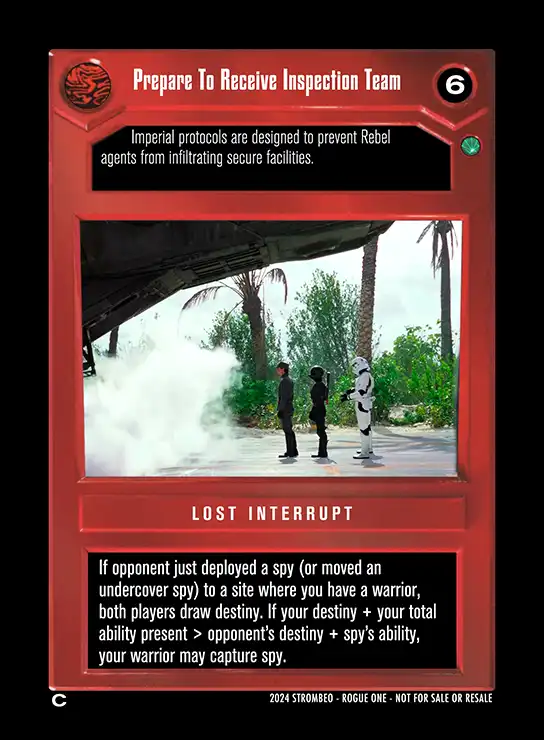 Prepare To Receive Inspection Team
6
Imperial protocols are designed to prevent Rebel
agents from infiltrating secure facilities.
LOST INTERRUPT
If opponent just deployed a spy (or moved an
undercover spy) to a site where you have a warrior,
both players draw destiny. If your destiny + your total
ability present > opponent's destiny + spy's ability,
your warrior may capture spy.
C
2024 STROMBEO - ROGUE ONE - NOT FOR SALE OR RESALE